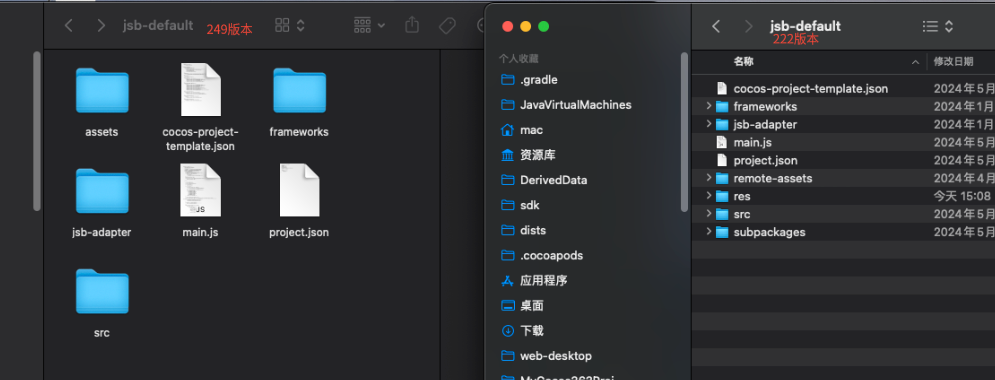 jsb-default
249版本
assets
cocos-project-
template.json
frameworks
JS
jsb-adapter
main.js
project.json
src
个人收藏
.gradle
JavaVirtualMachines
mac
资源库
DerivedData
sdk
dists
.cocoapods
应用程序
桌面
下载
web-desktop
jsb-default
222版本
名称
修改日期
cocos-project-template.json
2024年5月
frameworks
2024年1月
jsb-adapter
2024年1月
main.js
2024年5月
project.json
2024年5月
remote-assets
2024年4月
res
今天 15:08
src
2024年5月
subpackages
2024年5月